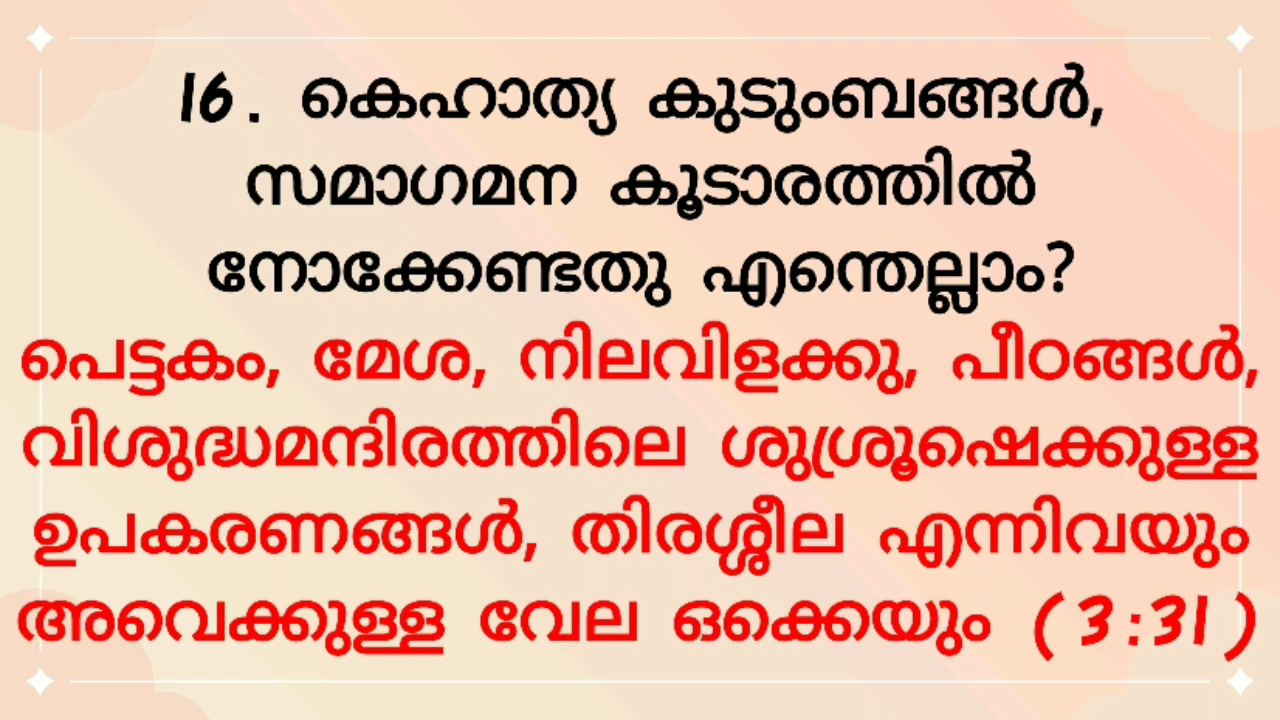 16. കെഹാത്യ കുടുംബങ്ങൾ,
സമാഗമന കൂടാരത്തിൽ
നോക്കേണ്ടതു എന്തെല്ലാം?
പെട്ടകം, മേശ, നിലവിളക്കു, പീഠങ്ങൾ,
വിശുദ്ധമന്ദിരത്തിലെ ശുശ്രൂഷെക്കുള്ള
ഉപകരണങ്ങൾ, തിരശ്ശീല എന്നിവയും
അവെക്കുള്ള വേല ഒക്കെയും (3:31)